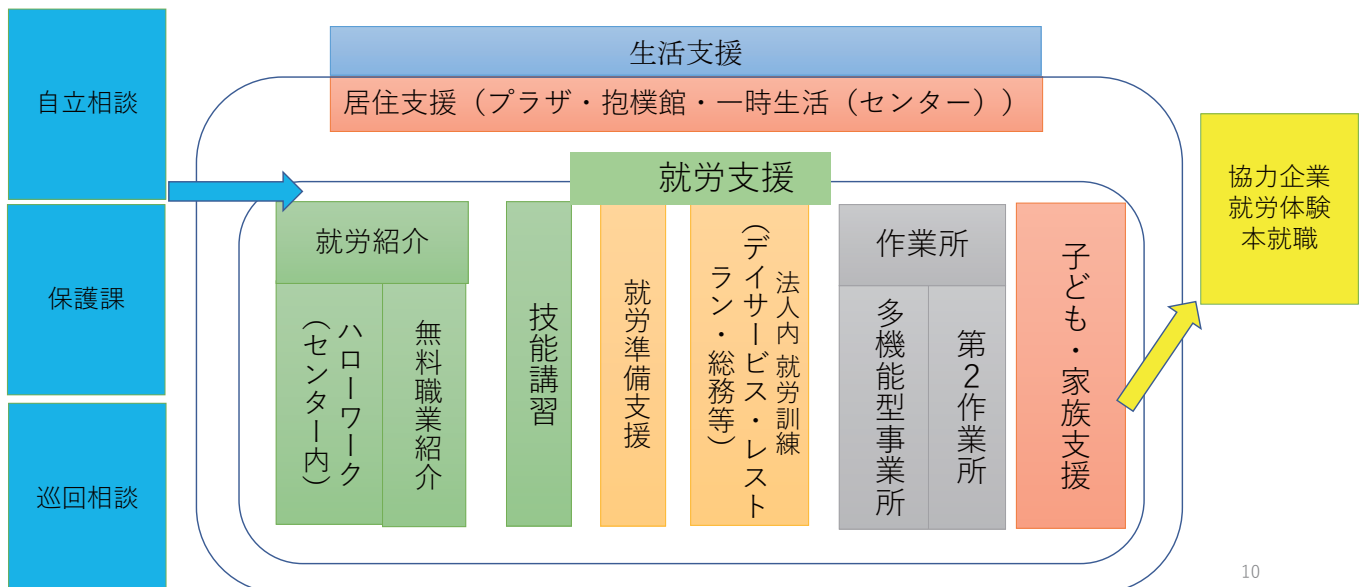 自立相談
保護課
巡回相談
生活支援
居住支援（プラザ・抱樸館・一時生活（センター））
就労支援
就労紹介
ハローワーク
（センター内）
無料職業紹介
技能講習
就労準備支援
法人内 就労訓練
（デイサービス・レスト
ラン・総務等）
作業所
多機能型事業所
第２作業所
子ども・家族支援
協力企業
就労体験
本就職
10